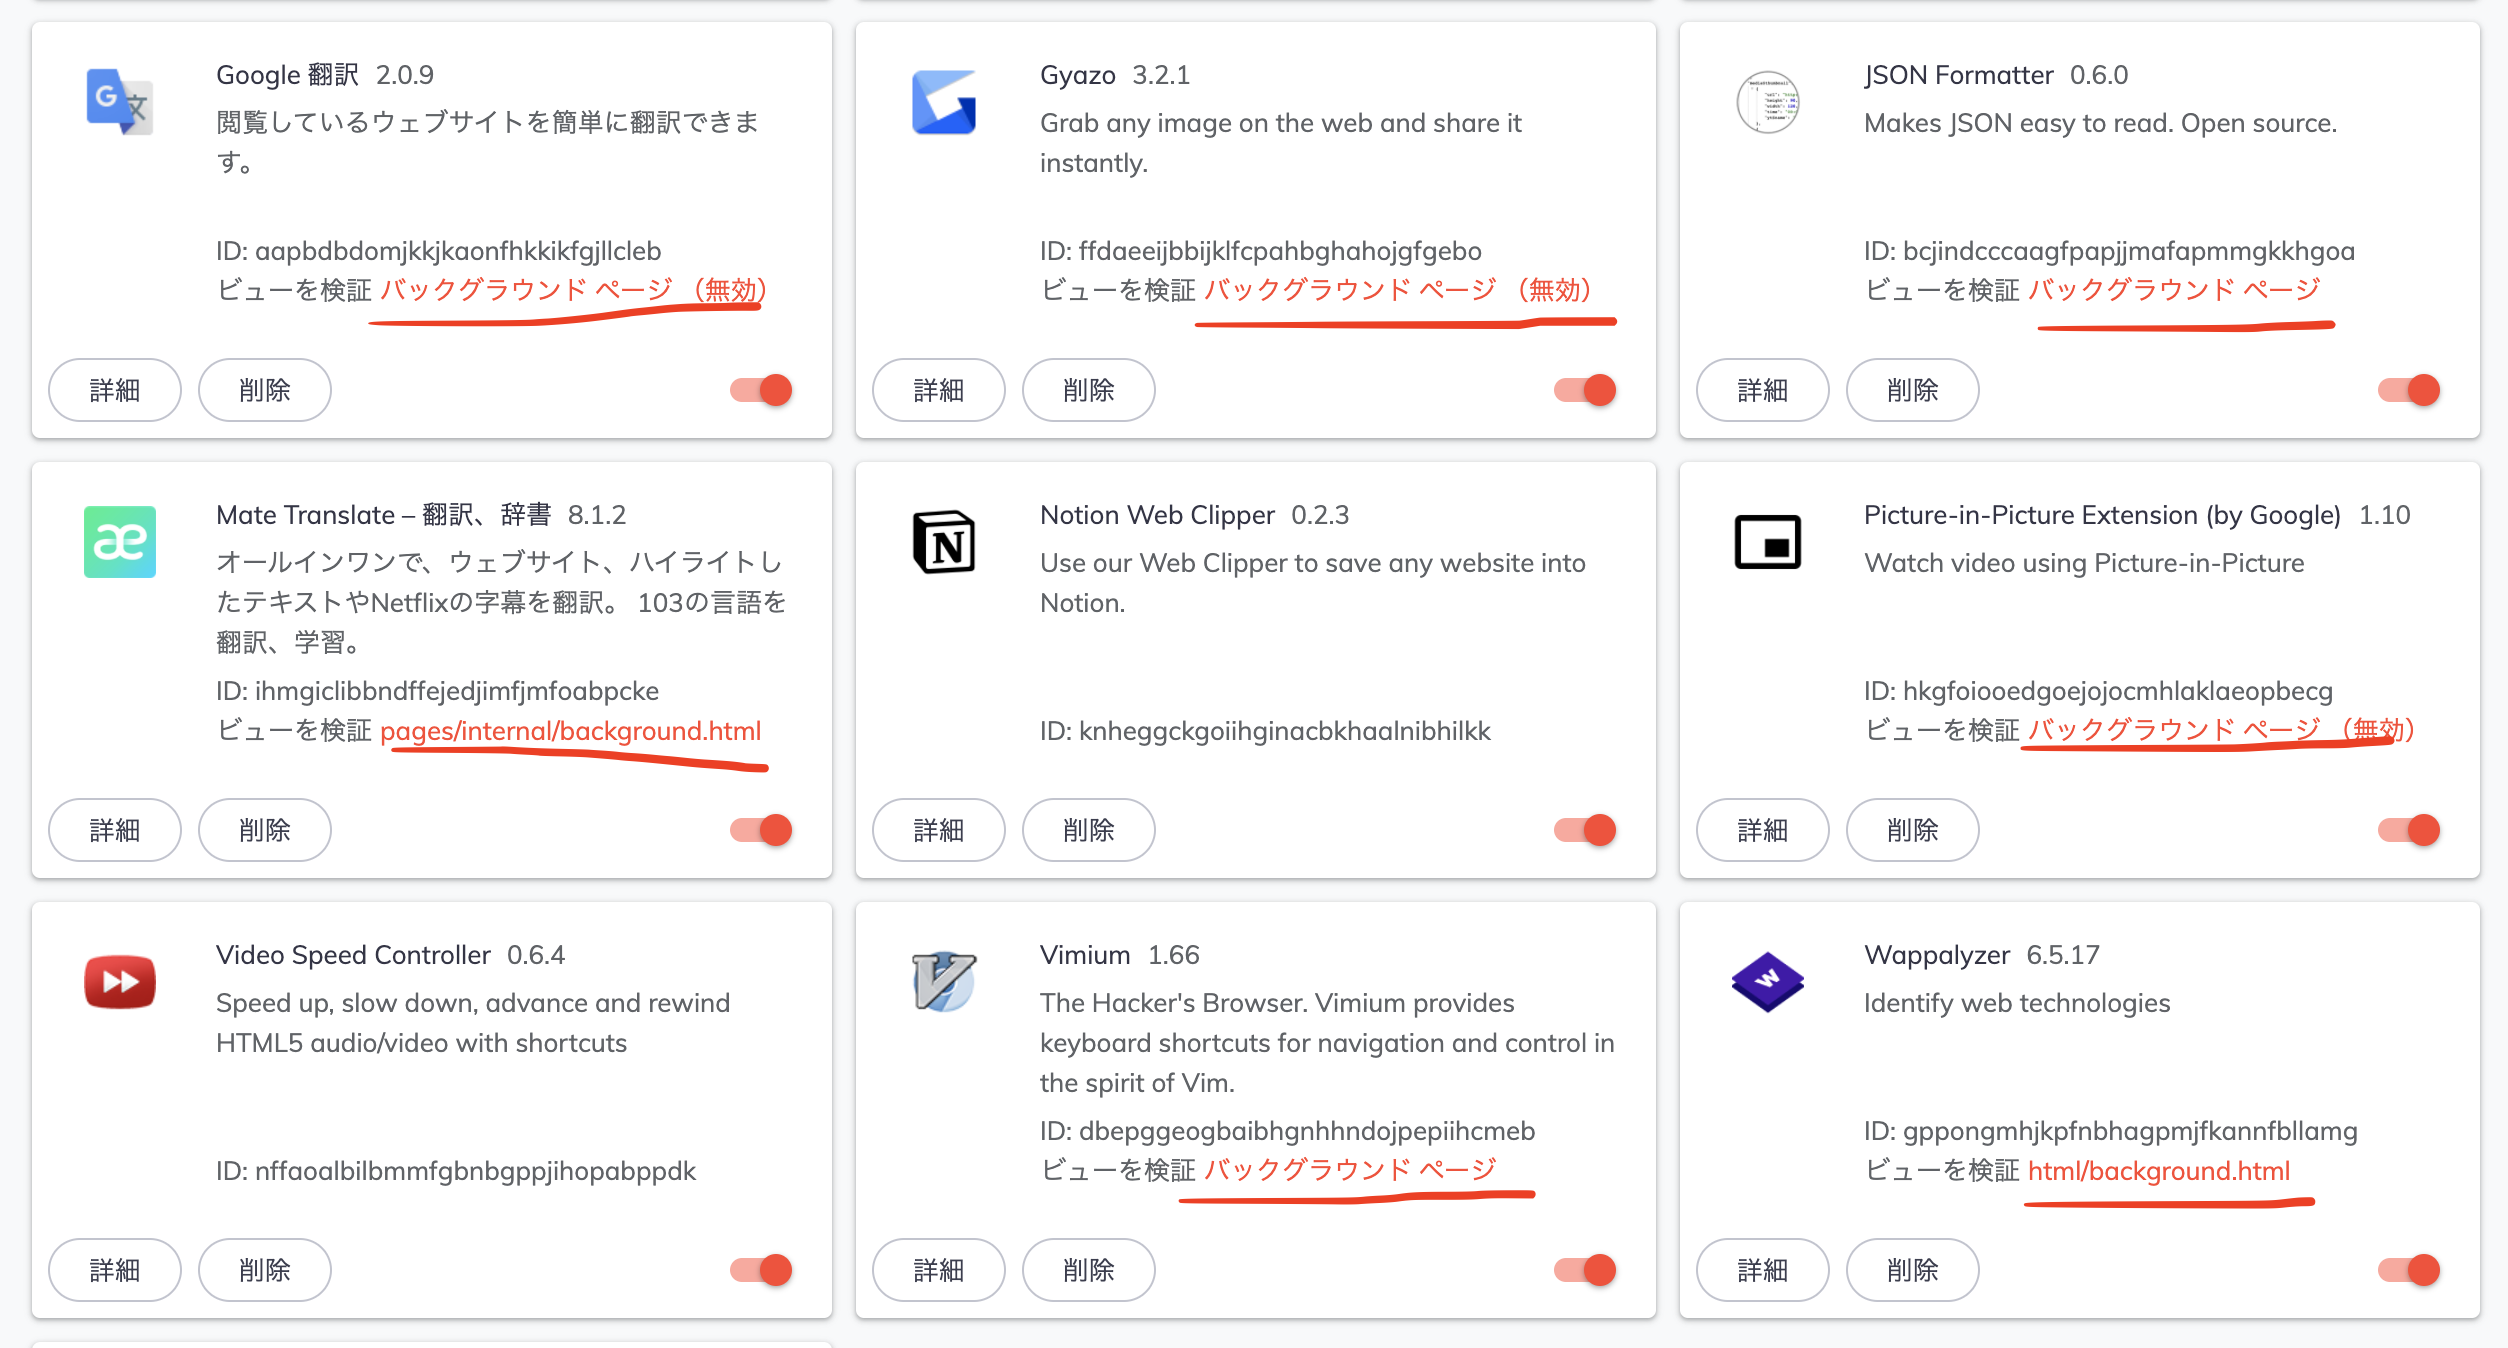 Google 翻訳 2.0.9
閲覧しているウェブサイトを簡単に翻訳できま
す。
ID: aapbdbdomjkkjkaonfhkkikfgjllcleb
ビューを検証 バックグラウンド ページ （無効）
詳細 削除
Gyazo 3.2.1
Grab any image on the web and share it
instantly.
ID: ffdaeeijbbijklfcpahbghahojgfgebo
ビューを検証 バックグラウンド ページ （無効）
詳細 削除
JSON Formatter 0.6.0
Makes JSON easy to read. Open source.
ID: bcjindcccaagfpapjjmafapmmgkkhgoa
ビューを検証 バックグラウンド ページ
詳細 削除
Mate Translate – 翻訳、辞書 8.1.2
オールインワンで、ウェブサイト、ハイライトし
たテキストやNetflixの字幕を翻訳。 103の言語を
翻訳、学習。
ID: ihmgiclibbndffejedjimfjmfoabpcke
ビューを検証 pages/internal/background.html
詳細 削除
Notion Web Clipper 0.2.3
Use our Web Clipper to save any website into
Notion.
ID: knheggckgoiihginacbkhaalnibhilkk
詳細 削除
Picture-in-Picture Extension (by Google) 1.10
Watch video using Picture-in-Picture
ID: hkgfoiooedgoejojocmhlaklaeopbecg
ビューを検証 バックグラウンド ページ （無効）
詳細 削除
Video Speed Controller 0.6.4
Speed up, slow down, advance and rewind
HTML5 audio/video with shortcuts
ID: nffaoalbilbmmfgbnbgppjihopabppdk
詳細 削除
Vimium 1.66
The Hacker's Browser. Vimium provides
keyboard shortcuts for navigation and control in
the spirit of Vim.
ID: dbepggeogbaibhgnhhndojpepiihcmeb
ビューを検証 バックグラウンド ページ
詳細 削除
Wappalyzer 6.5.17
Identify web technologies
ID: gppongmhjkpfnbhagpmjfkannfbllamg
ビューを検証 html/background.html
詳細 削除